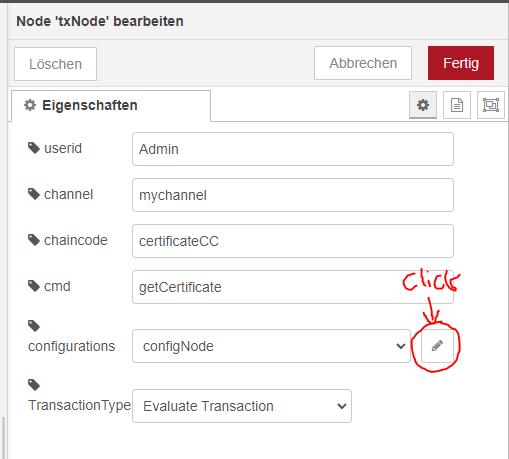 Node 'txNode' bearbeiten
Löschen
Abbrechen
Fertig
Eigenschaften
userid
Admin
channel
mychannel
chaincode
certificateCC
cmd
getCertificate
click
configurations
configNode
TransactionType
Evaluate Transaction